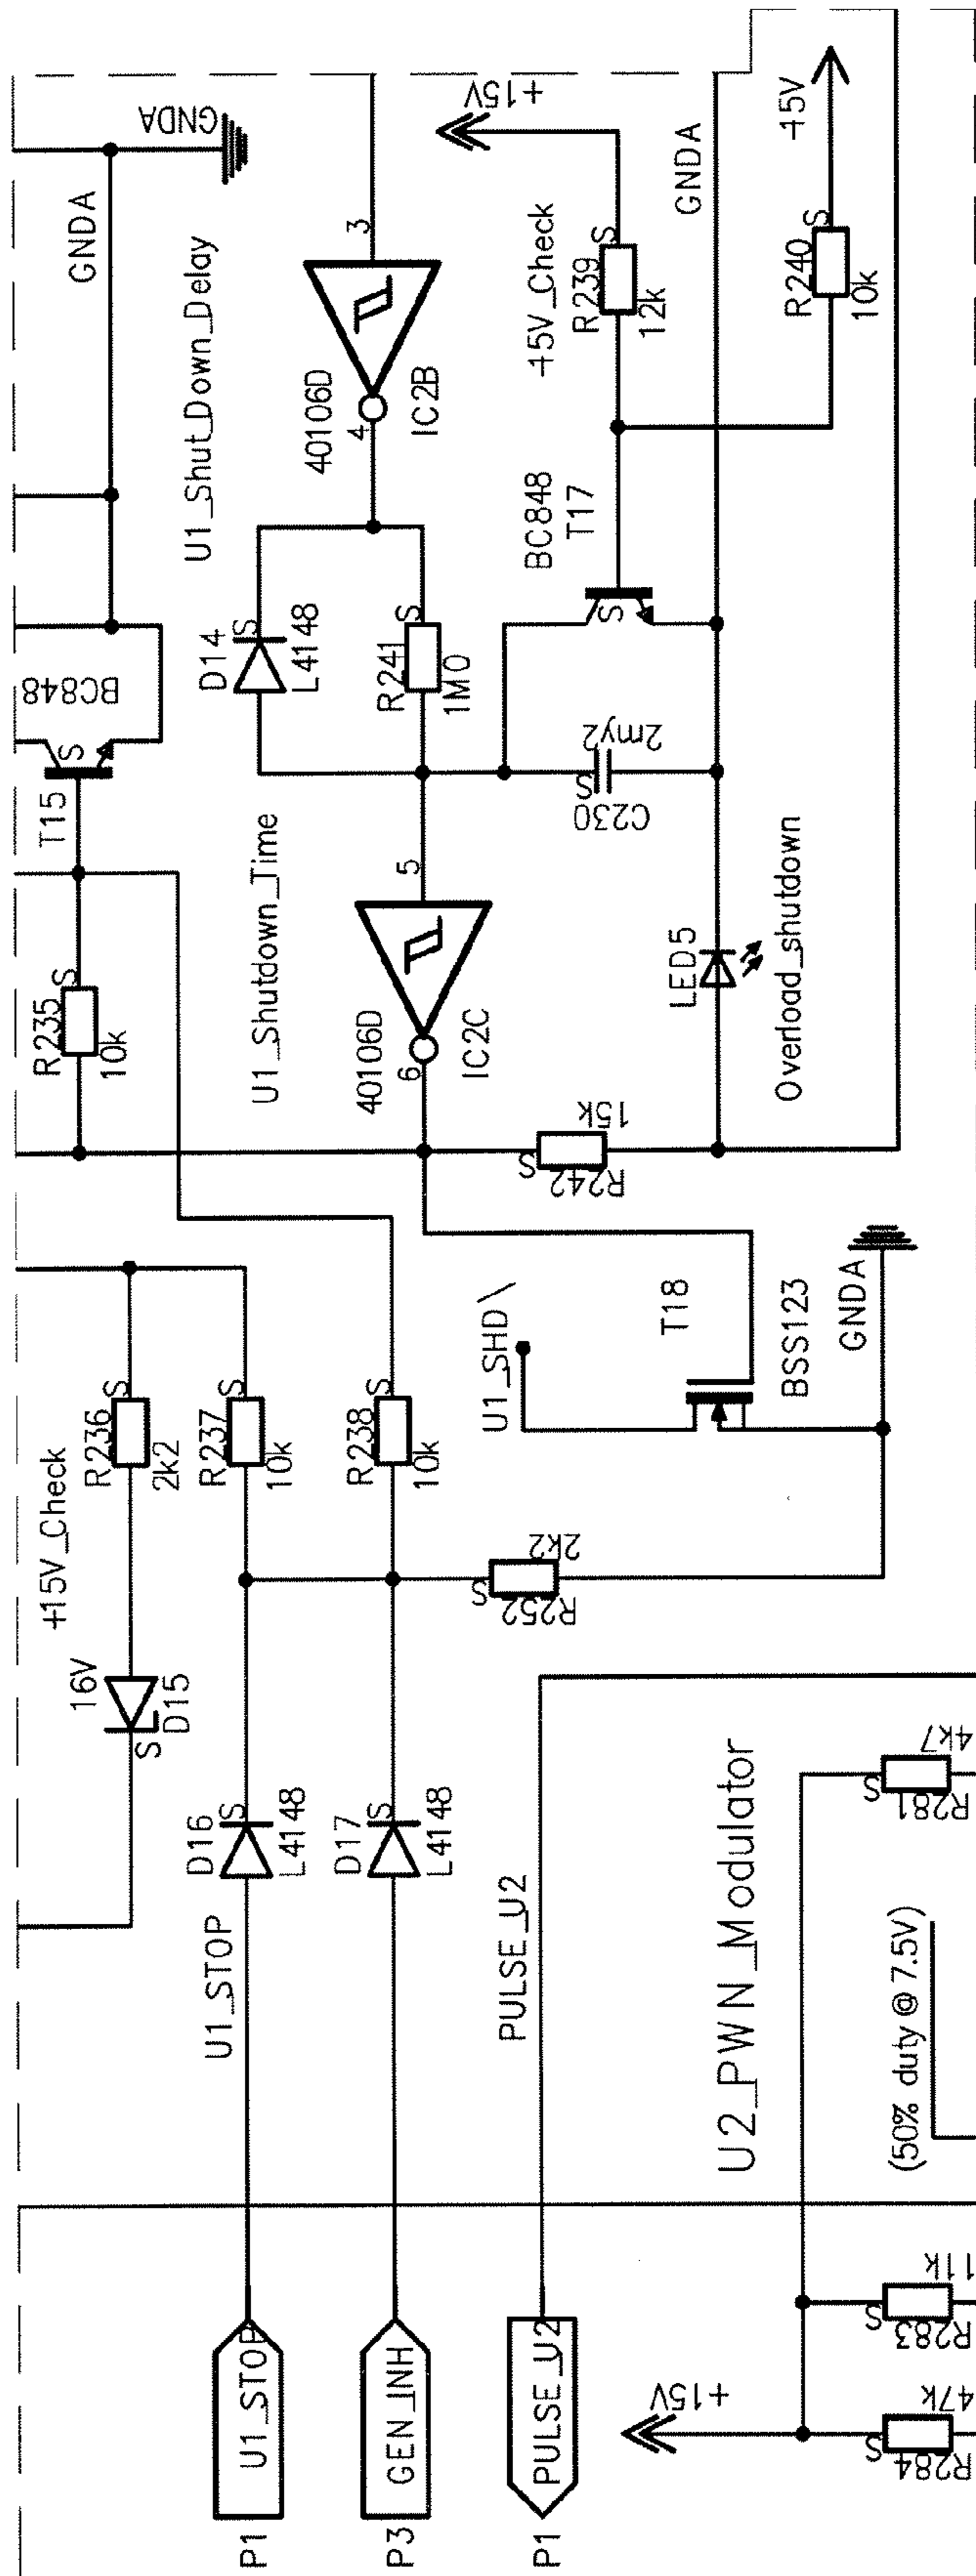 GNDA
GNDA
U1_Shut_Down_Delay
+15V
3
40106D
4
IC2B
-15V_Check
R239
S
12k
GNDA
-15V
R240
S
10k
BC848
T17
S
D14
S
L4148
R241
S
1M0
BC848
S
T15
2my2
S
C230
U1_Shutdown_Time
5
40106D
6
IC2C
LED5
Overload_shutdown
R235
S
10k
15k
S
R242
U1_SHD\
T18
BSS123
GNDA
+15V_Check
R236
S
2k2
R237
S
10k
R238
S
10k
2k2
S
R252
16V
D15
S
D16
S
L4148
D17
S
L4148
U1_STOP
PULSE_U2
U2_PWN_Modulator
(50% duty @ 7.5V)
4k7
S
R281
U1_STOP
P1
GEN_INH
P3
PULSE_U2
P1
+15V
11k
S
R283
47k
S
R284